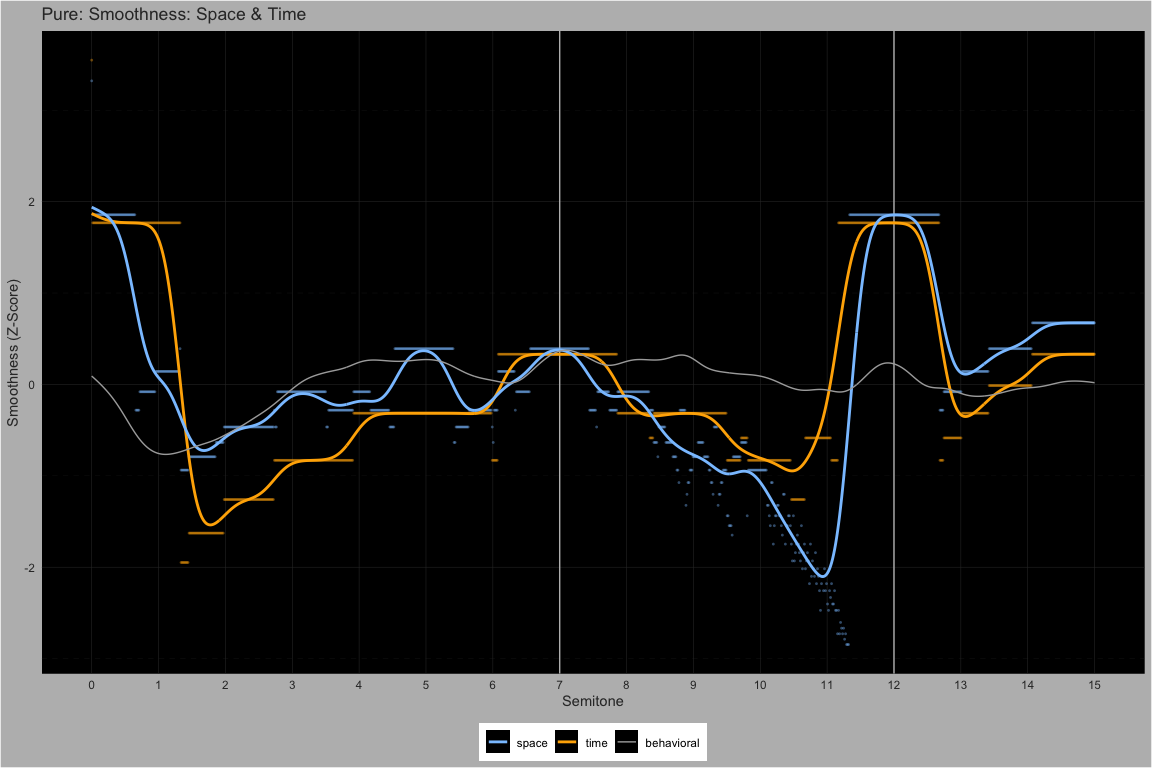 Pure: Smoothness: Space & Time
Smoothness (Z-Score)
2
0
-2
0 1 2 3 4 5 6 7 8 9 10 11 12 13 14 15
Semitone
space time behavioral